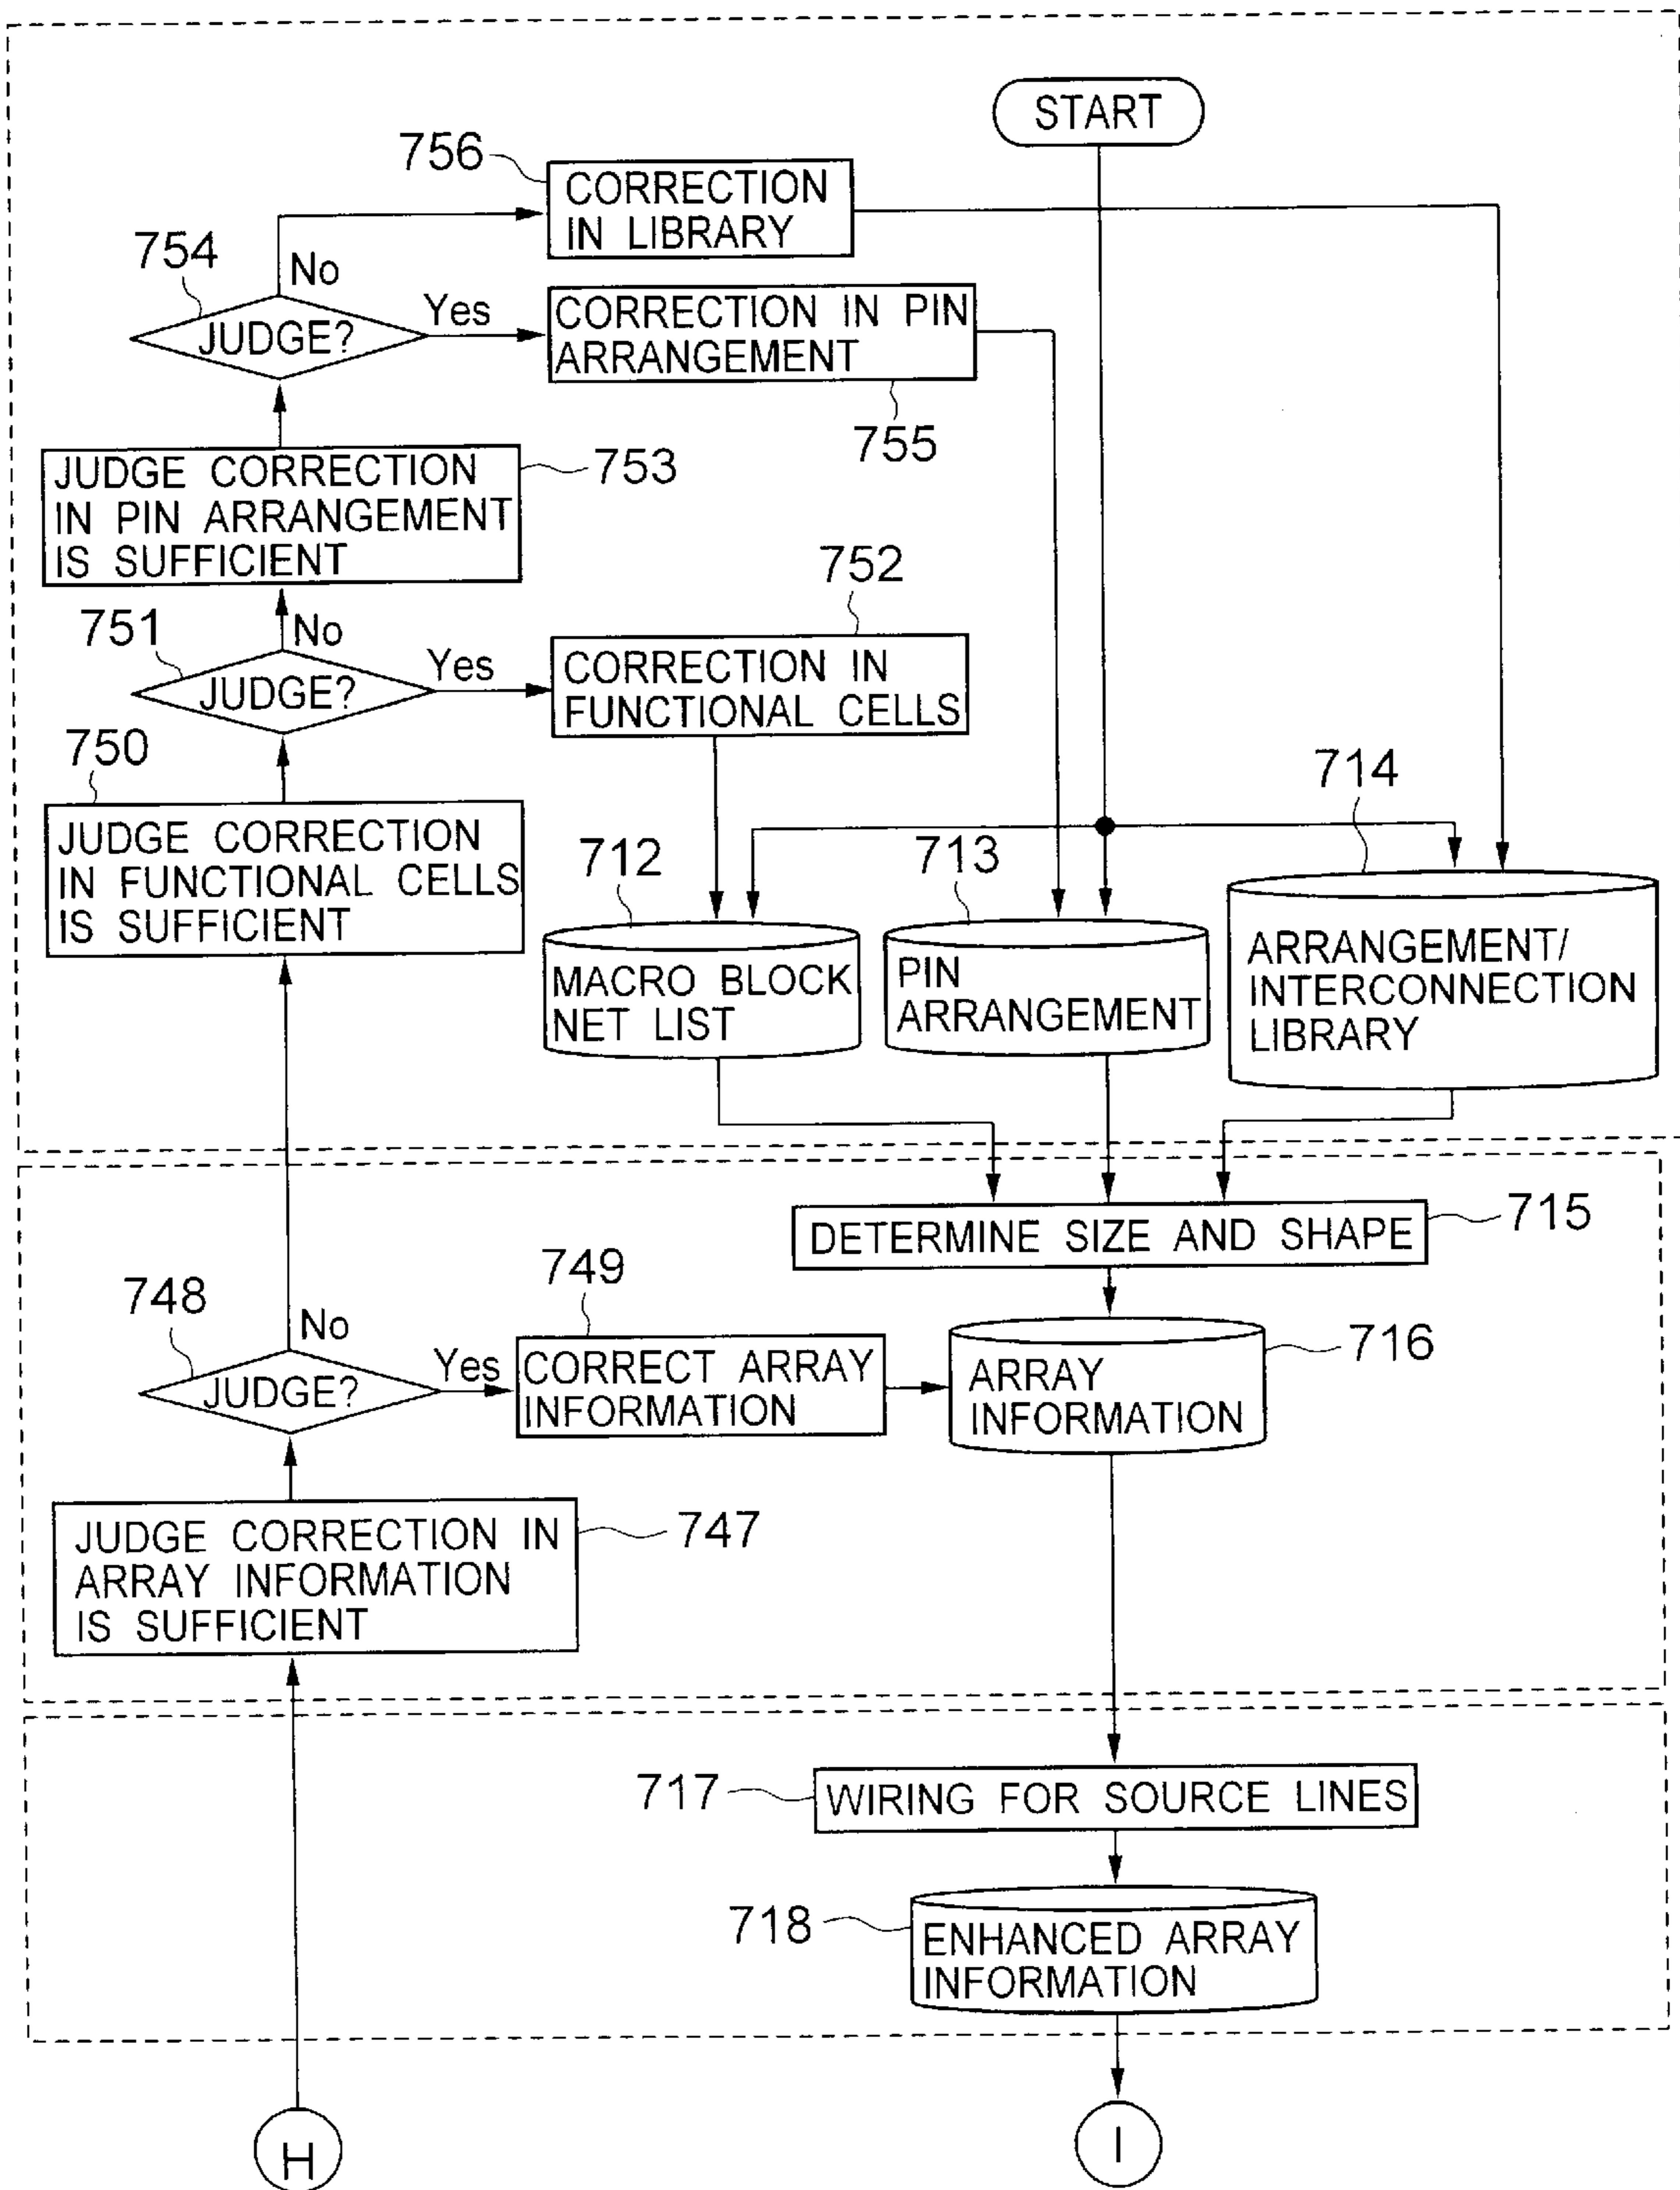 START
756
CORRECTION
IN LIBRARY
754
No
JUDGE?
Yes
CORRECTION IN PIN
ARRANGEMENT
755
JUDGE CORRECTION
IN PIN ARRANGEMENT
IS SUFFICIENT
753
752
751
No
JUDGE?
Yes
CORRECTION IN
FUNCTIONAL CELLS
750
JUDGE CORRECTION
IN FUNCTIONAL CELLS
IS SUFFICIENT
714
712
713
MACRO BLOCK
NET LIST
PIN
ARRANGEMENT
ARRANGEMENT/
INTERCONNECTION
LIBRARY
DETERMINE SIZE AND SHAPE
715
748
No
JUDGE?
Yes
749
CORRECT ARRAY
INFORMATION
ARRAY
INFORMATION
716
JUDGE CORRECTION IN
ARRAY INFORMATION
IS SUFFICIENT
747
717
WIRING FOR SOURCE LINES
718
ENHANCED ARRAY
INFORMATION
H
I